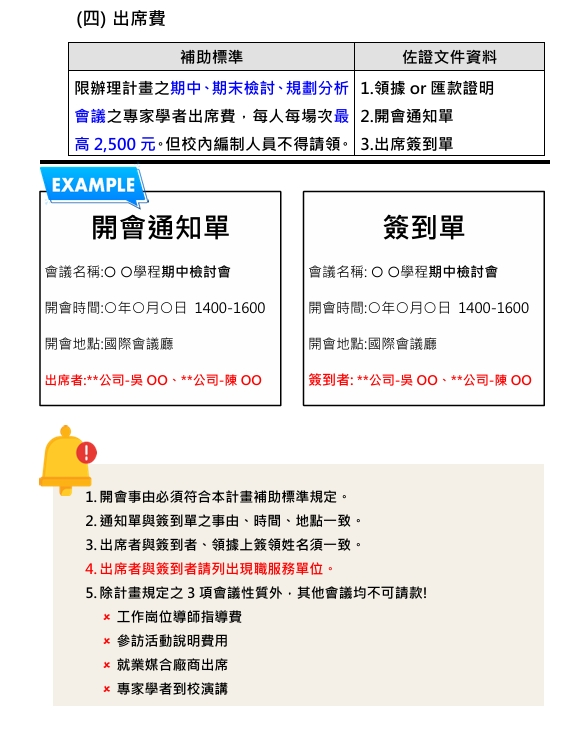 (四) 出席費
補助標準
佐證文件資料
限辦理計畫之期中、期末檢討、規劃分析
會議之專家學者出席費，每人每場次最
高 2,500 元。但校內編制人員不得請領。
1.領據 or 匯款證明
2.開會通知單
3.出席簽到單
EXAMPLE
開會通知單
會議名稱:〇 〇學程期中檢討會
開會時間:〇年〇月〇日 1400-1600
開會地點:國際會議廳
出席者:**公司-吳 OO、**公司-陳 OO
簽到單
會議名稱: 〇 〇學程期中檢討會
開會時間:〇年〇月〇日 1400-1600
開會地點:國際會議廳
簽到者: **公司-吳 OO、**公司-陳 OO
1. 開會事由必須符合本計畫補助標準規定。
2. 通知單與簽到單之事由、時間、地點一致。
3. 出席者與簽到者、領據上簽領姓名須一致。
4. 出席者與簽到者請列出現職服務單位。
5. 除計畫規定之 3 項會議性質外，其他會議均不可請款!
× 工作崗位導師指導費
× 參訪活動說明費用
× 就業媒合廠商出席
× 專家學者到校演講